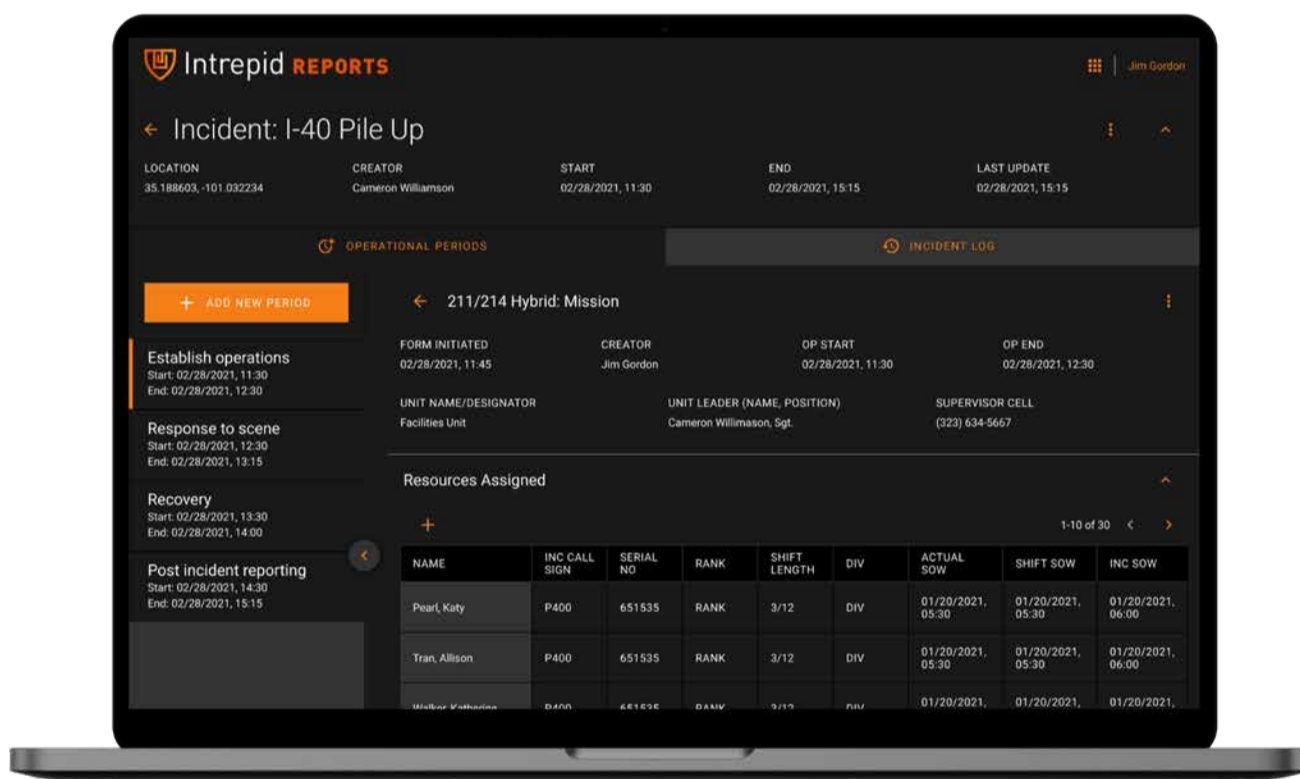 Intrepid REPORTS
Jim Gordon
Incident: I-40 Pile Up
LOCATION CREATOR START END LAST UPDATE
35.188603, -101.032234 Cameron Williamson 02/28/2021, 11:30 02/28/2021, 15:15 02/28/2021, 15:15
OPERATIONAL PERIODS INCIDENT LOG
+ ADD NEW PERIOD
Establish operations
Start: 02/28/2021, 11:30
End: 02/28/2021, 12:30
Response to scene
Start: 02/28/2021, 12:30
End: 02/28/2021, 13:15
Recovery
Start: 02/28/2021, 13:30
End: 02/28/2021, 14:00
Post incident reporting
Start: 02/28/2021, 14:30
End: 02/28/2021, 15:15
211/214 Hybrid: Mission
FORM INITIATED CREATOR OP START OP END
02/28/2021, 11:45 Jim Gordon 02/28/2021, 11:30 02/28/2021, 12:30
UNIT NAME/DESIGNATOR UNIT LEADER (NAME, POSITION) SUPERVISOR CELL
Facilities Unit Cameron Willimason, Sgt. (323) 634-5667
Resources Assigned
+ 1-10 of 30 < >
NAME INC CALL SIGN SERIAL NO RANK SHIFT LENGTH DIV ACTUAL SOW SHIFT SOW INC SOW
Pearl, Katy P400 651535 RANK 3/12 DIV 01/20/2021, 05:30 01/20/2021, 05:30 01/20/2021, 06:00
Tran, Allison P400 651535 RANK 3/12 DIV 01/20/2021, 05:30 01/20/2021, 05:30 01/20/2021, 06:00
Walker, Katherine P400 651535 RANK 3/12 DIV 01/20/2021, 01/20/2021, 01/20/2021,